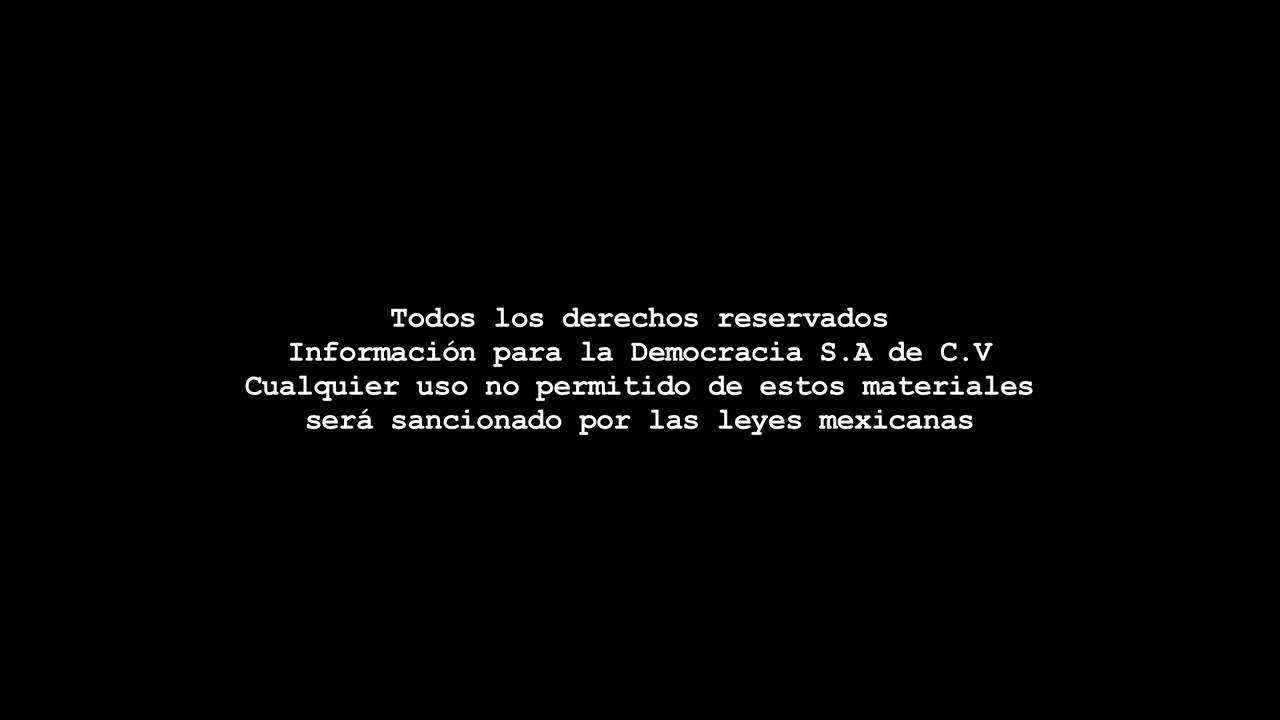 Todos los derechos reservados
Información para la Democracia S.A de C.V
Cualquier uso no permitido de estos materiales
será sancionado por las leyes mexicanas